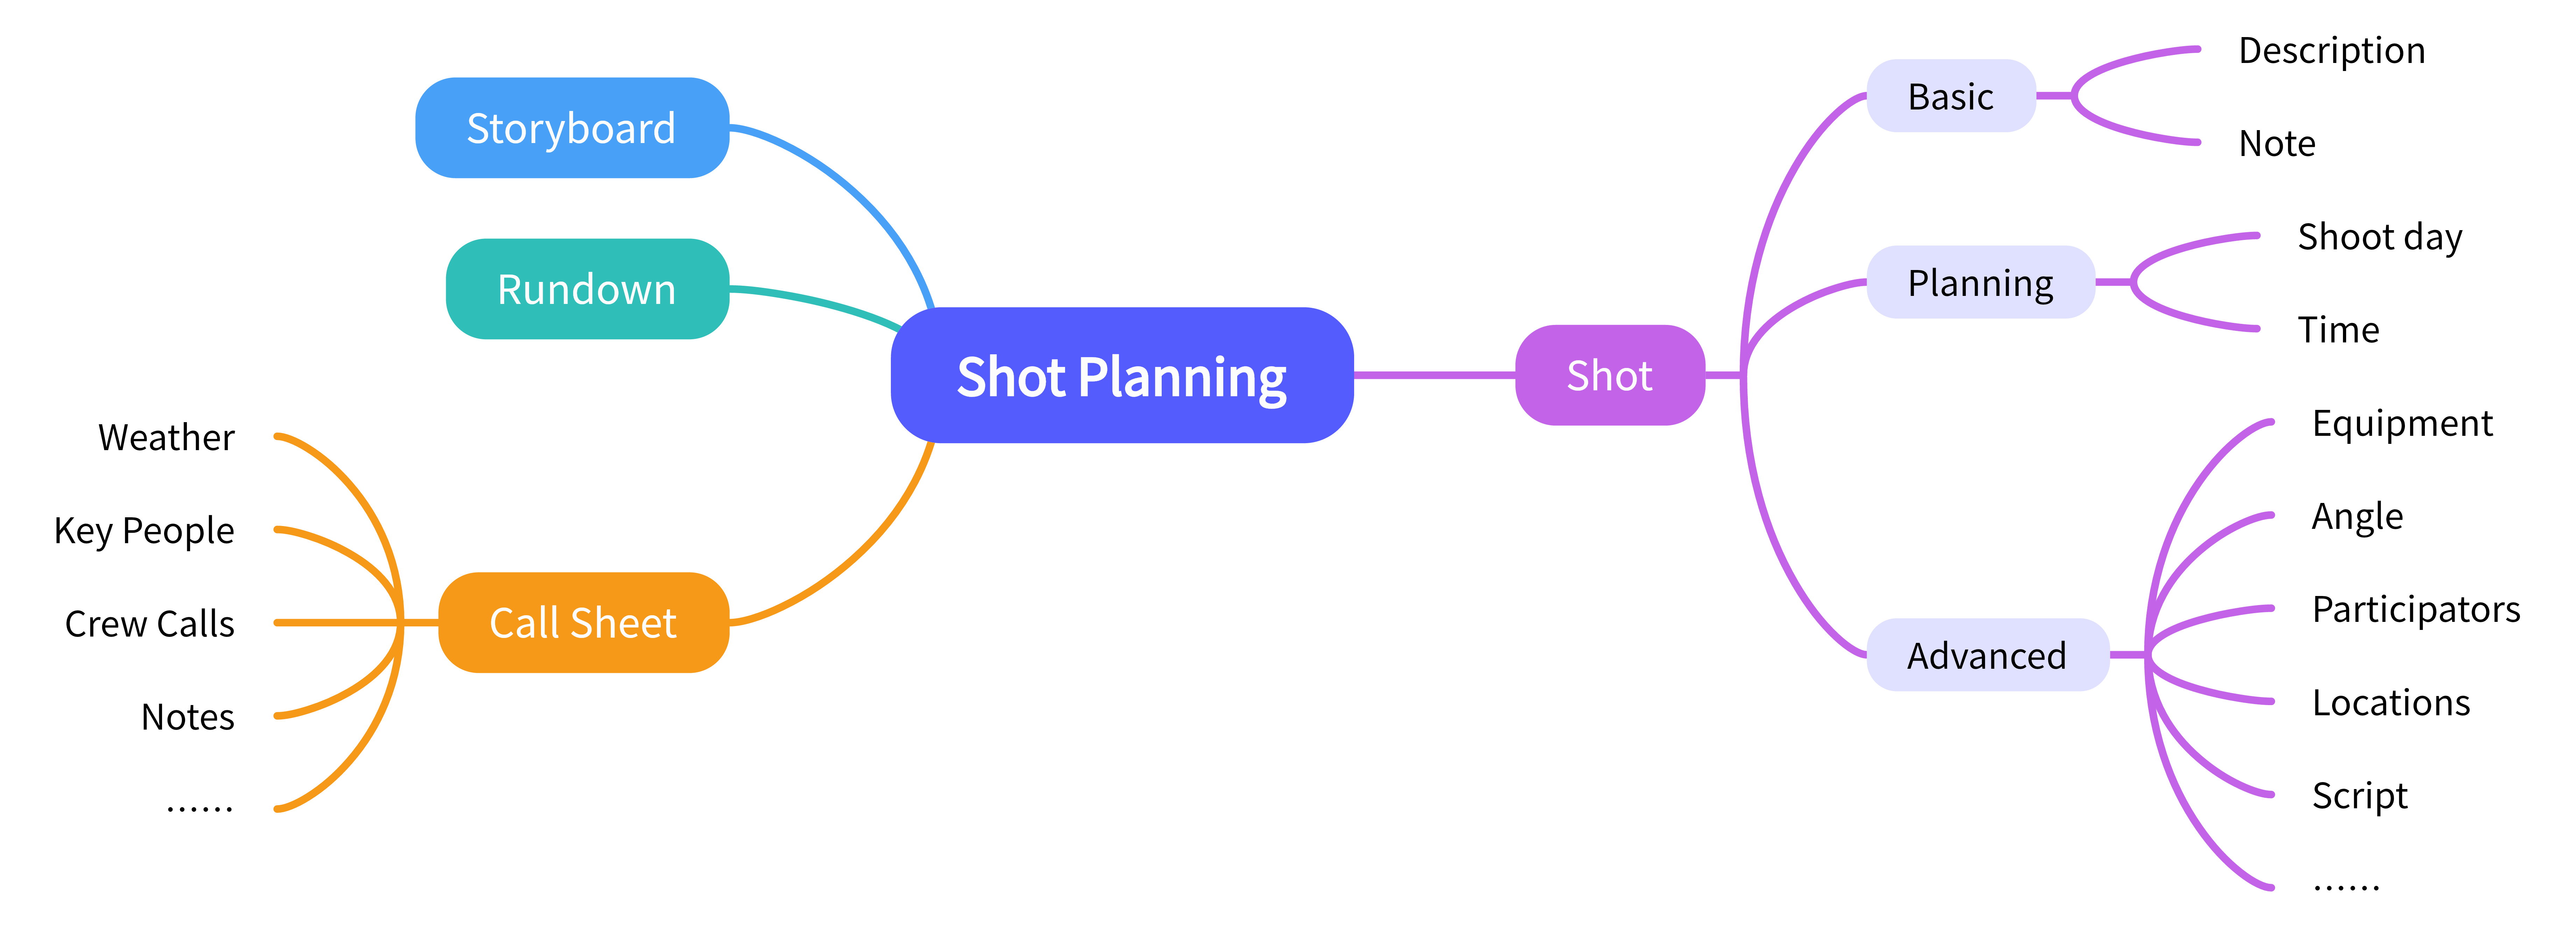 Storyboard
Rundown
Shot Planning
Call Sheet
Weather
Key People
Crew Calls
Notes
......
Shot
Basic
Description
Note
Planning
Shoot day
Time
Advanced
Equipment
Angle
Participators
Locations
Script
......